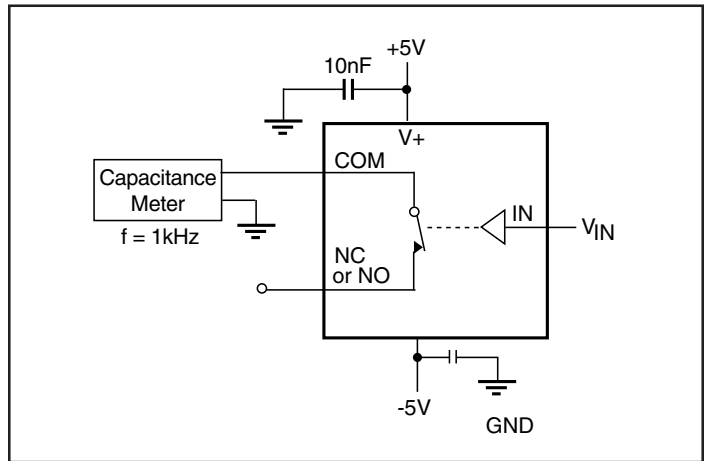 +5V
10nF
V+
COM
Capacitance
Meter
f = 1kHz
IN
VIN
NC
or NO
-5V
GND